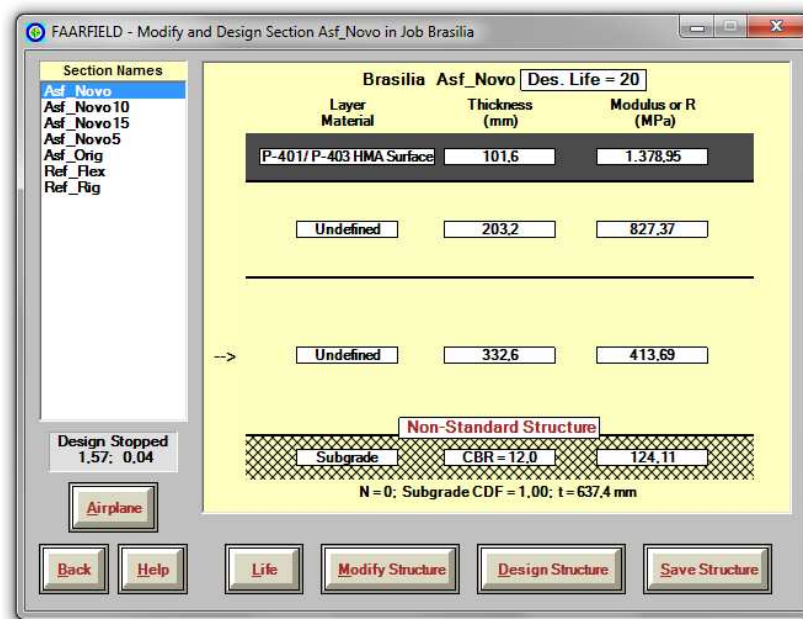 FAARFIELD - Modify and Design Section Asf_Novo in Job Brasilia
Section Names
Asf_Novo
Asf_Novo10
Asf_Novo15
Asf_Novo5
Asf_Orig
Ref_Flex
Ref_Rig
Design Stopped
1,57; 0,04
Airplane
Back
Help
Brasilia Asf_Novo Des. Life = 20
Layer Material
Thickness (mm)
Modulus or R (MPa)
P-401/ P-403 HMA Surface 101,6 1.378,95
Undefined 203,2 827,37
--> Undefined 332,6 413,69
Non-Standard Structure
Subgrade CBR = 12,0 124,11
N = 0; Subgrade CDF = 1,00; t = 637,4 mm
Life
Modify Structure
Design Structure
Save Structure